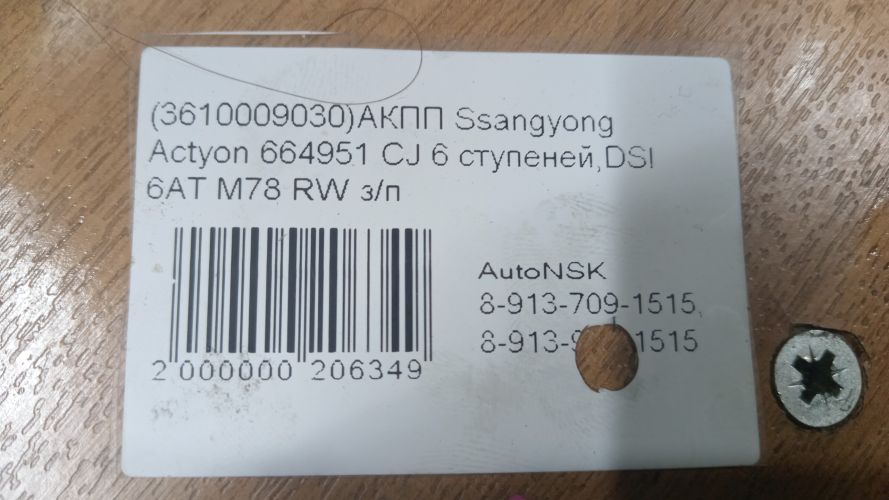 (3610009030)АКПП Ssangyong
Actyon 664951 CJ 6 ступеней,DSI
6AT M78 RW з/п
AutoNSK
8-913-709-1515,
2 000000 206349